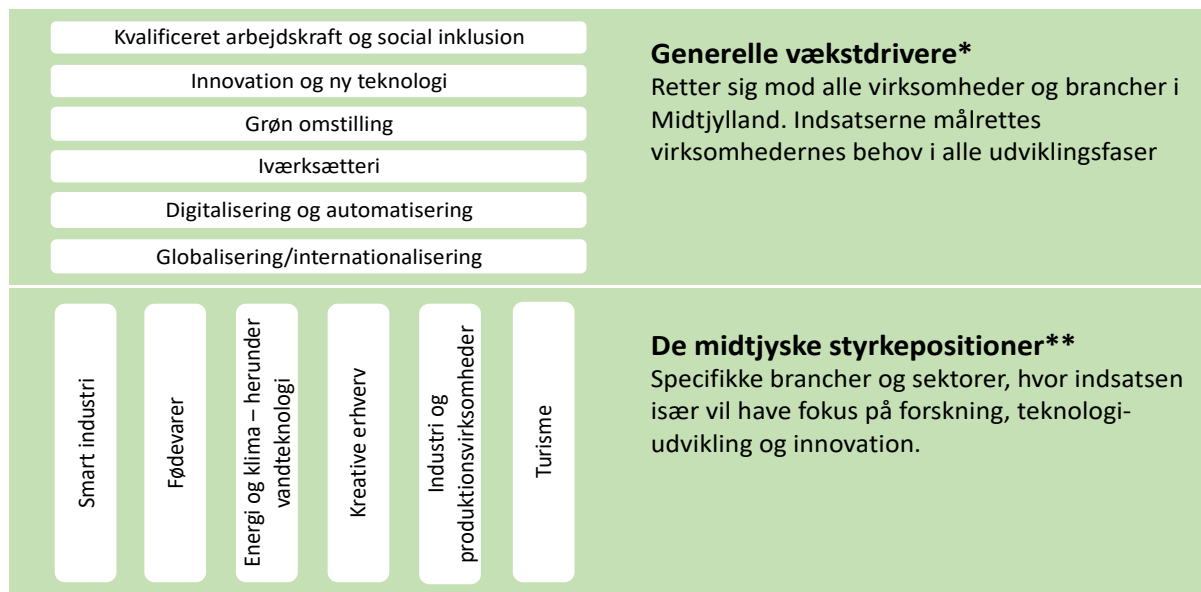 Kvalificeret arbejdskraft og social inklusion
Innovation og ny teknologi
Grøn omstilling
Iværksætteri
Digitalisering og automatisering
Globalisering/internationalisering
Generelle vækstdrivere*
Retter sig mod alle virksomheder og brancher i
Midtjylland. Indsatserne målrettes
virksomhedernes behov i alle udviklingsfaser
Smart industri
Fødevarer
Energi og klima – herunder
vandteknologi
Kreative erhverv
Industri og
produktionsvirksomheder
Turisme
De midtjyske styrkepositioner**
Specifikke brancher og sektorer, hvor indsatsen
især vil have fokus på forskning, teknologi-
udvikling og innovation.